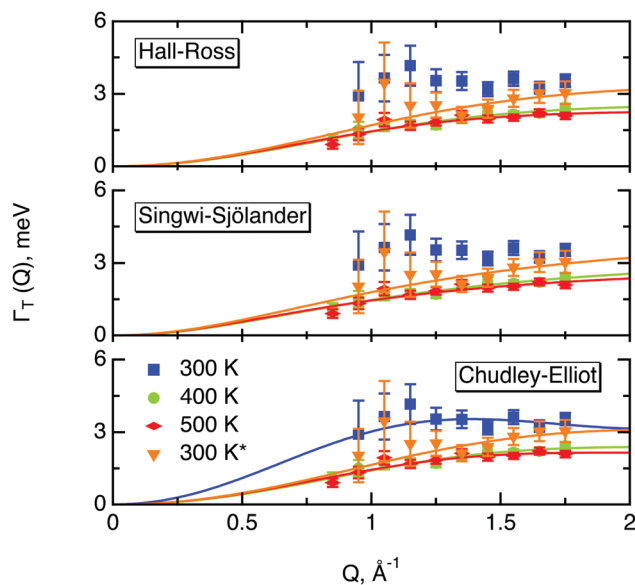 6
Hall-Ross
3
0
6
Singwi-Sjölander
3
0
Γ_T (Q), meV
6
Chudley-Elliot
300 K
400 K
3
500 K
300 K*
0
0 0.5 1 1.5 2
Q, Å⁻¹